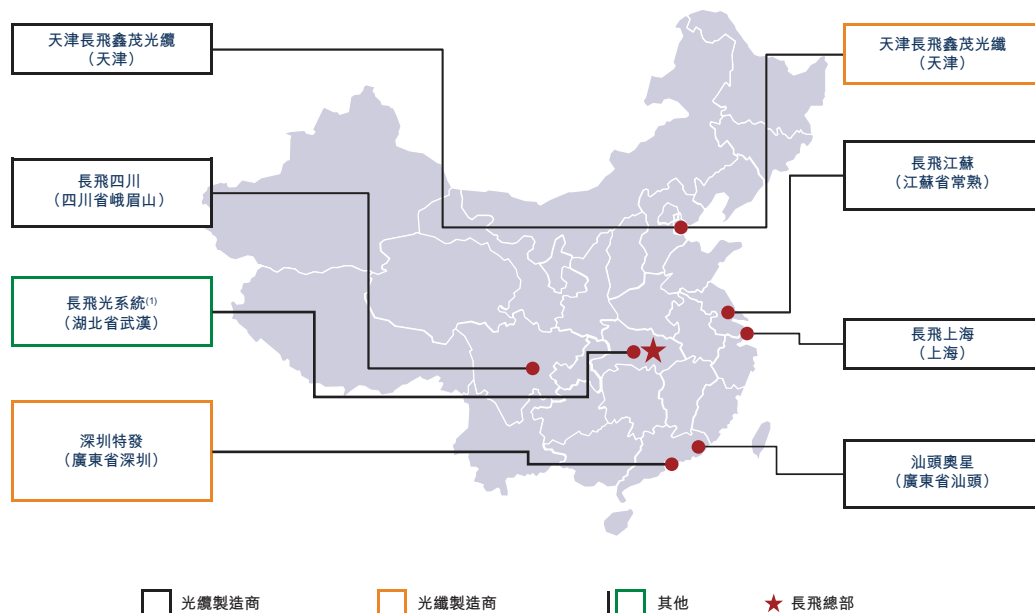 天津長飛鑫茂光纜
（天津）
天津長飛鑫茂光纖
（天津）
長飛四川
（四川省峨眉山）
長飛江蘇
（江蘇省常熟）
長飛光系統(1)
（湖北省武漢）
長飛上海
（上海）
深圳特發
（廣東省深圳）
汕頭奧星
（廣東省汕頭）
光纜製造商
光纖製造商
其他
長飛總部